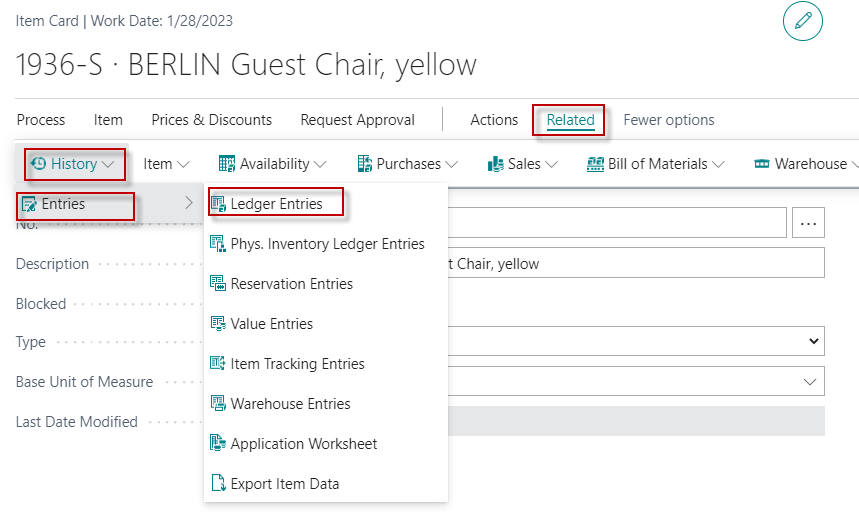 Item Card | Work Date: 1/28/2023
1936-S · BERLIN Guest Chair, yellow
Process Item Prices & Discounts Request Approval Actions Related Fewer options
History Item Availability Purchases Sales Bill of Materials Warehouse
Entries
Ledger Entries
No.
...
Phys. Inventory Ledger Entries
Description
t Chair, yellow
Reservation Entries
Blocked
Value Entries
Type
Item Tracking Entries
Base Unit of Measure
Warehouse Entries
Last Date Modified
Application Worksheet
Export Item Data